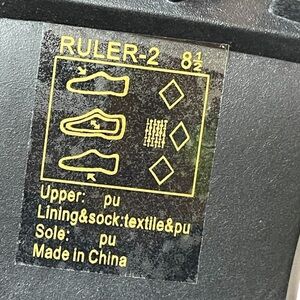 RULER-2 8½
Upper: pu
Lining&sock:textile&pu
Sole: pu
Made in China